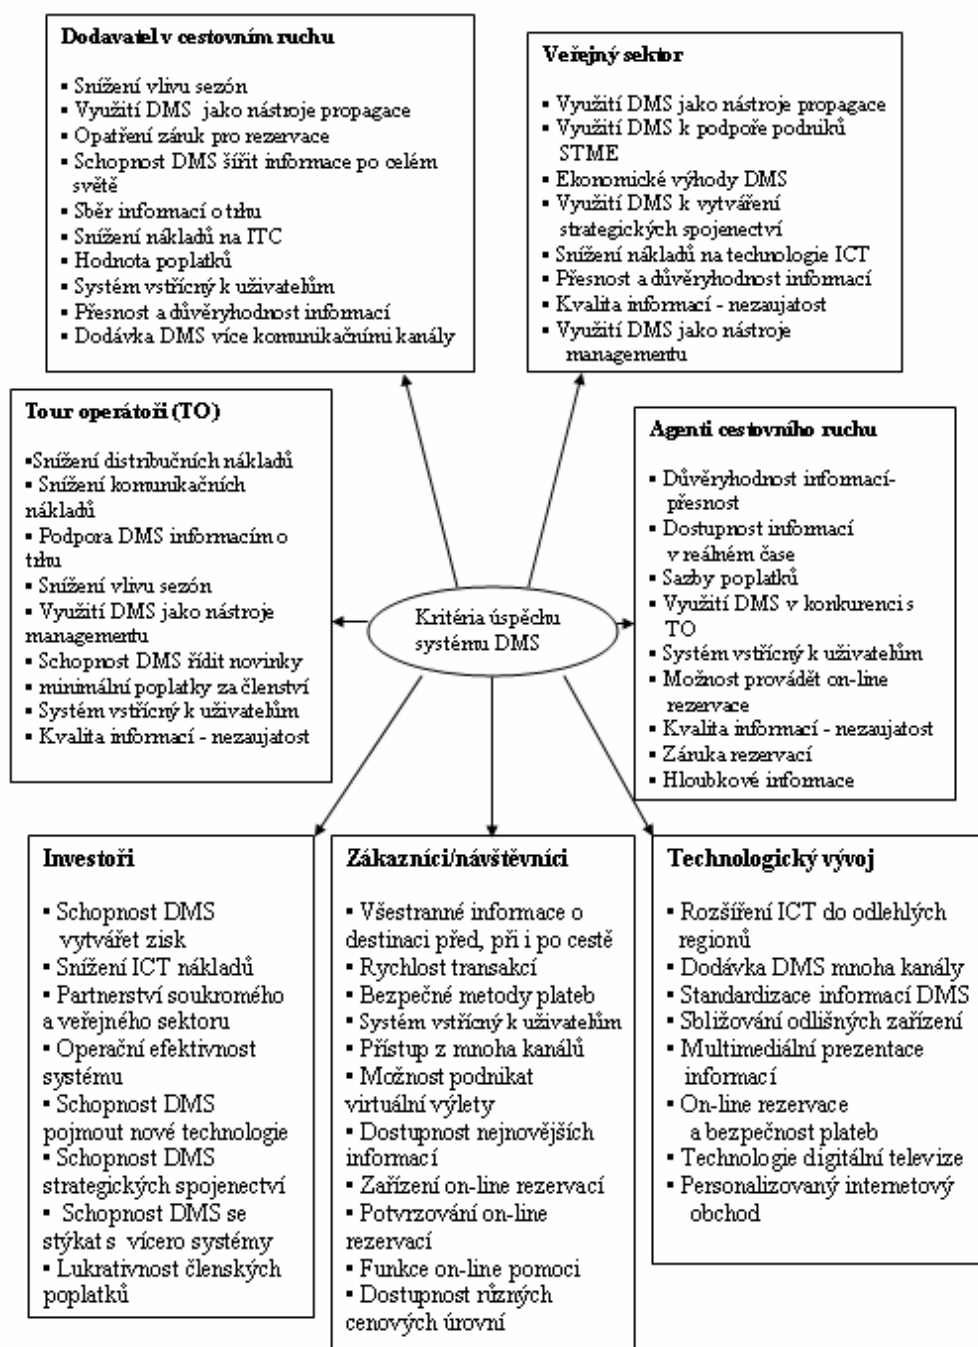 Dodavatel v cestovním ruchu
▪ Snížení vlivu sezón
▪ Využití DMS jako nástroje propagace
▪ Opatření záruk pro rezervace
▪ Schopnost DMS šířit informace po celém
světě
▪ Sběr informací o trhu
▪ Snížení nákladů na ITC
▪ Hodnota poplatků
▪ Systém vstřícný k uživatelům
▪ Přesnost a důvěryhodnost informací
▪ Dodávka DMS více komunikačními kanály
Veřejný sektor
▪ Využití DMS jako nástroje propagace
▪ Využití DMS k podpoře podniků
STME
▪ Ekonomické výhody DMS
▪ Využití DMS k vytváření
strategických spojenectví
▪ Snížení nákladů na technologie ICT
▪ Přesnost a důvěryhodnost informací
▪ Kvalita informací - nezaujatost
▪ Využití DMS jako nástroje
managementu
Tour operátoři (TO)
▪Snížení distribučních nákladů
▪ Snížení komunikačních
nákladů
▪ Podpora DMS informacím o
trhu
▪ Snížení vlivu sezón
▪ Využití DMS jako nástroje
managementu
▪ Schopnost DMS řídit novinky
▪ minimální poplatky za členství
▪ Systém vstřícný k uživatelům
▪ Kvalita informací - nezaujatost
Kritéria úspěchu
systému DMS
Agenti cestovního ruchu
▪ Důvěryhodnost informací-
přesnost
▪ Dostupnost informací
v reálném čase
▪ Sazby poplatků
▪ Využití DMS v konkurenci s
TO
▪ Systém vstřícný k uživatelům
▪ Možnost provádět on-line
rezervace
▪ Kvalita informací - nezaujatost
▪ Záruka rezervací
▪ Hloubkové informace
Investoři
▪ Schopnost DMS
vytvářet zisk
▪ Snížení ICT nákladů
▪ Partnerství soukromého
a veřejného sektoru
▪ Operační efektivnost
systému
▪ Schopnost DMS
pojmout nové technologie
▪ Schopnost DMS
strategických spojenectví
▪ Schopnost DMS se
stýkat s vícero systémy
▪ Lukrativnost členských
poplatků
Zákazníci/návštěvníci
▪ Všestranné informace o
destinaci před, při i po cestě
▪ Rychlost transakcí
▪ Bezpečné metody plateb
▪ Systém vstřícný k uživatelům
▪ Přístup z mnoha kanálů
▪ Možnost podnikat
virtuální výlety
▪ Dostupnost nejnovějších
informací
▪ Zařízení on-line rezervací
▪ Potvrzování on-line
rezervací
▪ Funkce on-line pomoci
▪ Dostupnost různých
cenových úrovní
Technologický vývoj
▪ Rozšíření ICT do odlehlých
regionů
▪ Dodávka DMS mnoha kanály
▪ Standardizace informací DMS
▪ Sbližování odlišných zařízení
▪ Multimediální prezentace
informací
▪ On-line rezervace
a bezpečnost plateb
▪ Technologie digitální televize
▪ Personalizovaný internetový
obchod